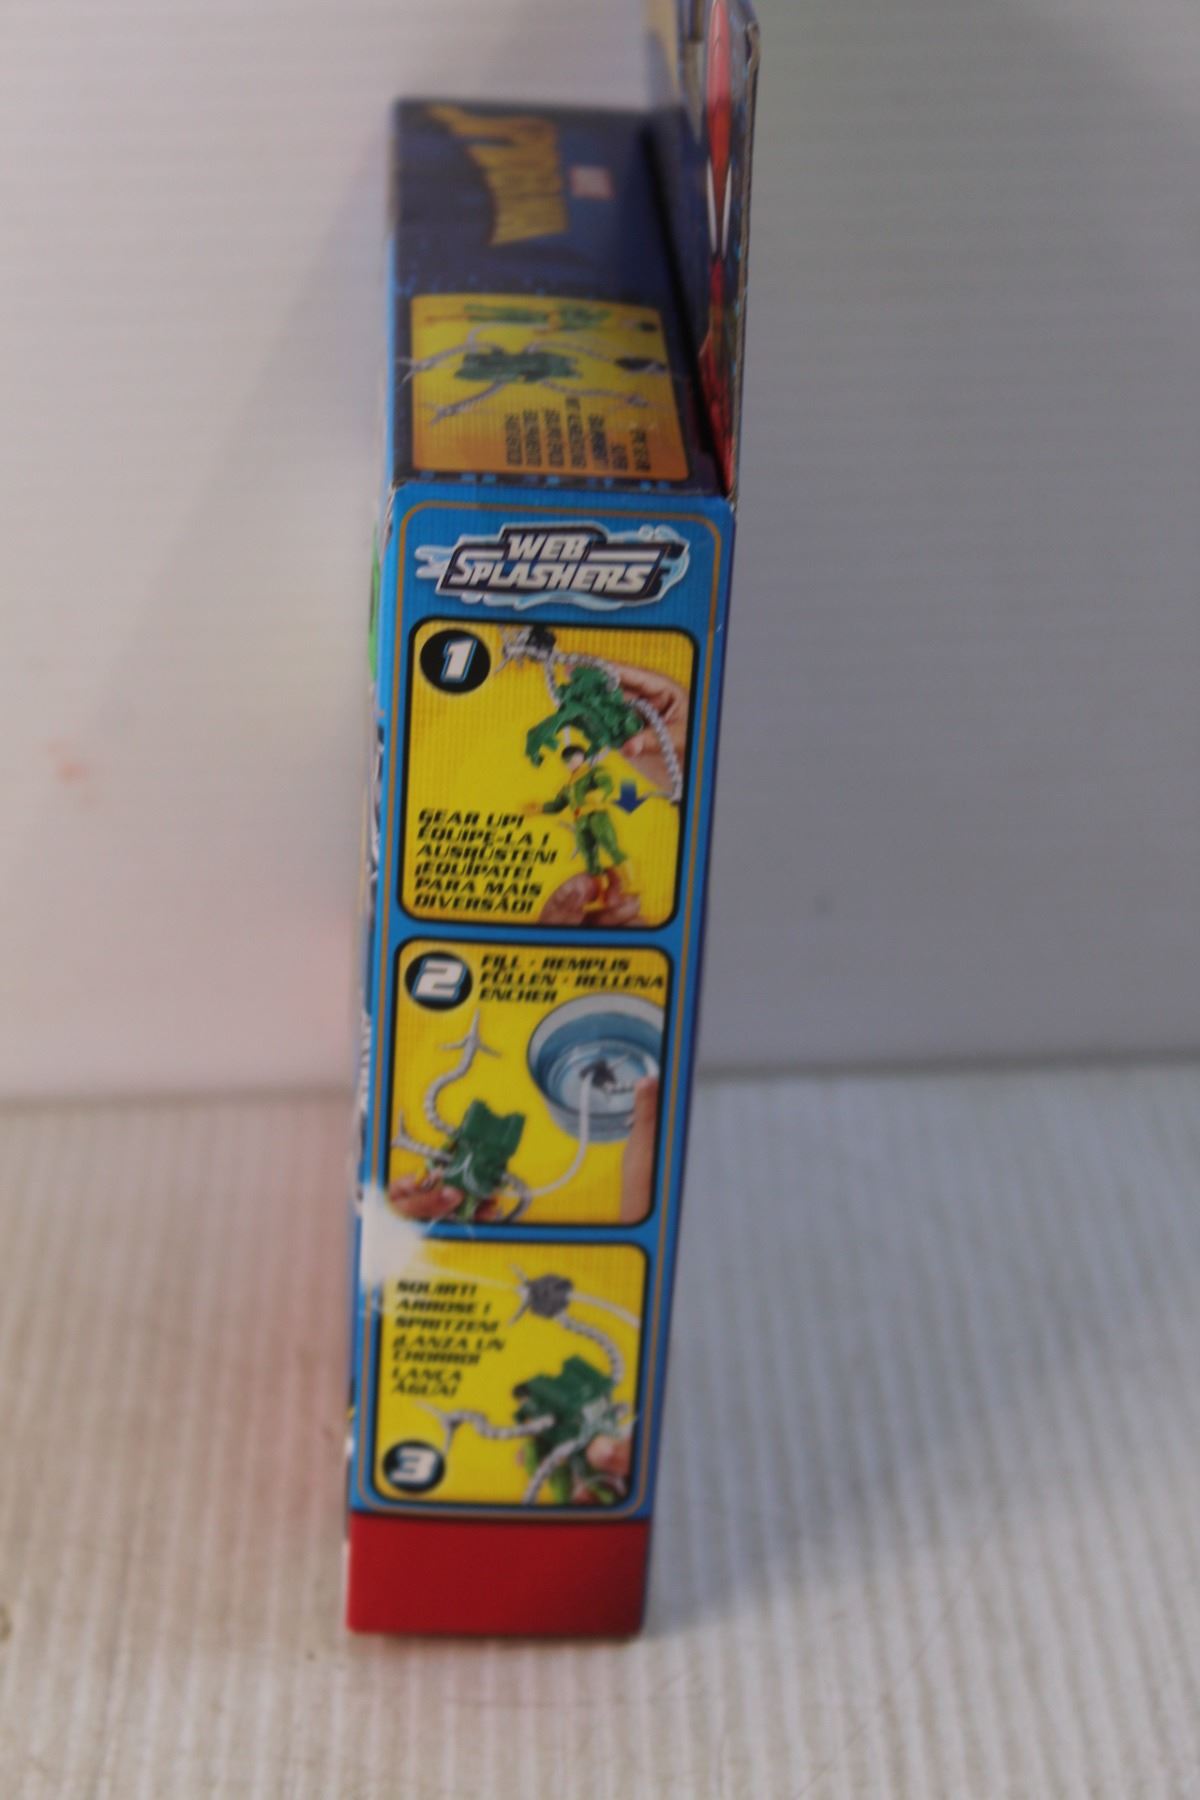 WEB
SPLASHERS
1
GEAR UP!
ÉQUIPE-LA !
AUSRÜSTEN!
¡EQUÍPATE!
PARA MAIS
DIVERSÃO!
2
FILL · REMPLIS
FÜLLEN · RELLENA
ENCHER
SQUIRT!
ARROSE !
SPRITZEN!
¡LANZA UN
CHORRO!
LANÇA
ÁGUA!
3